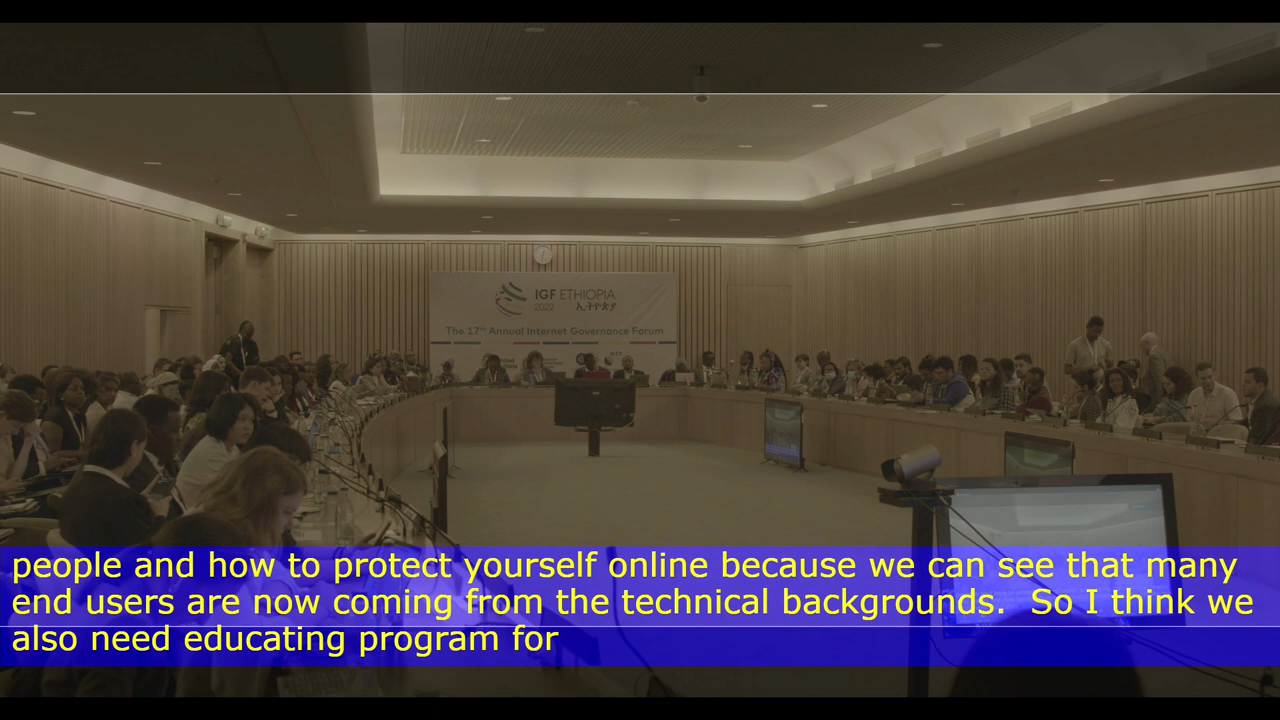 IGF ETHIOPIA
2022 ኢትዮጵያ
The 17th Annual Internet Governance Forum
people and how to protect yourself online because we can see that many
end users are now coming from the technical backgrounds.  So I think we
also need educating program for